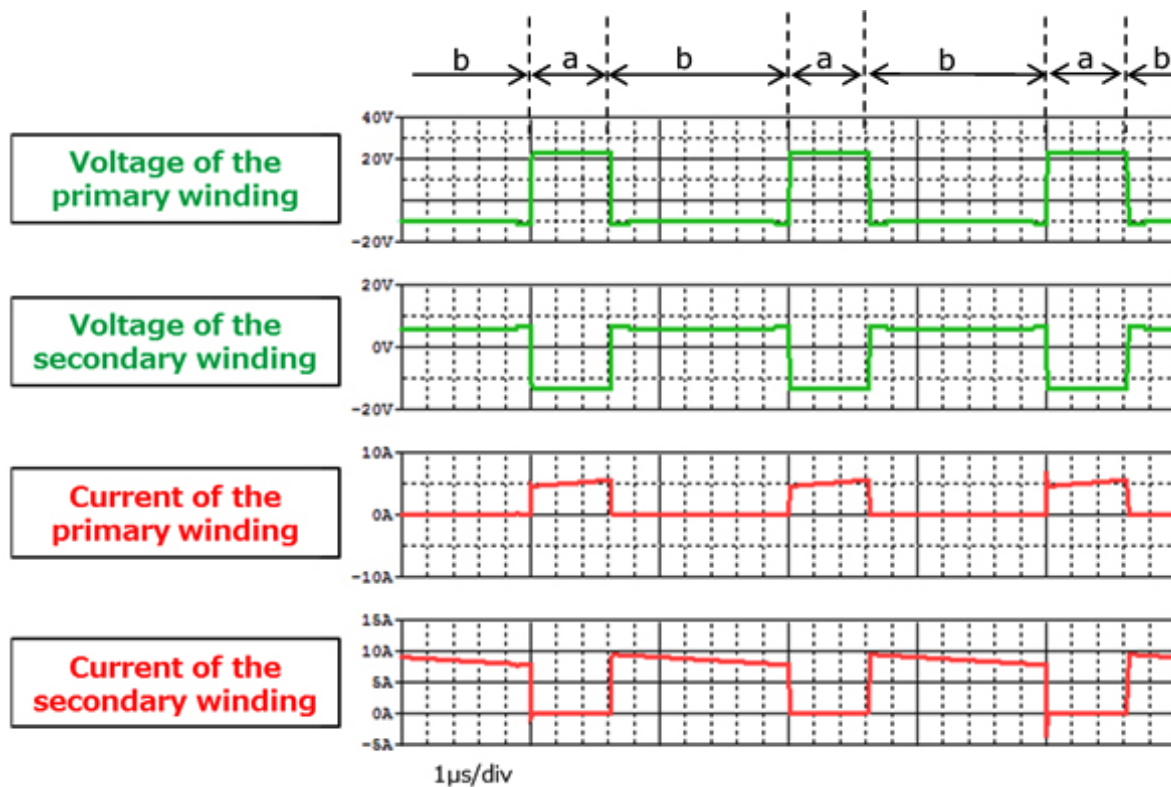 b a b a b a b
Voltage of the
primary winding
40V
20V
-20V
Voltage of the
secondary winding
20V
0V
-20V
Current of the
primary winding
10A
0A
-10A
Current of the
secondary winding
15A
10A
5A
0A
-5A
1μs/div